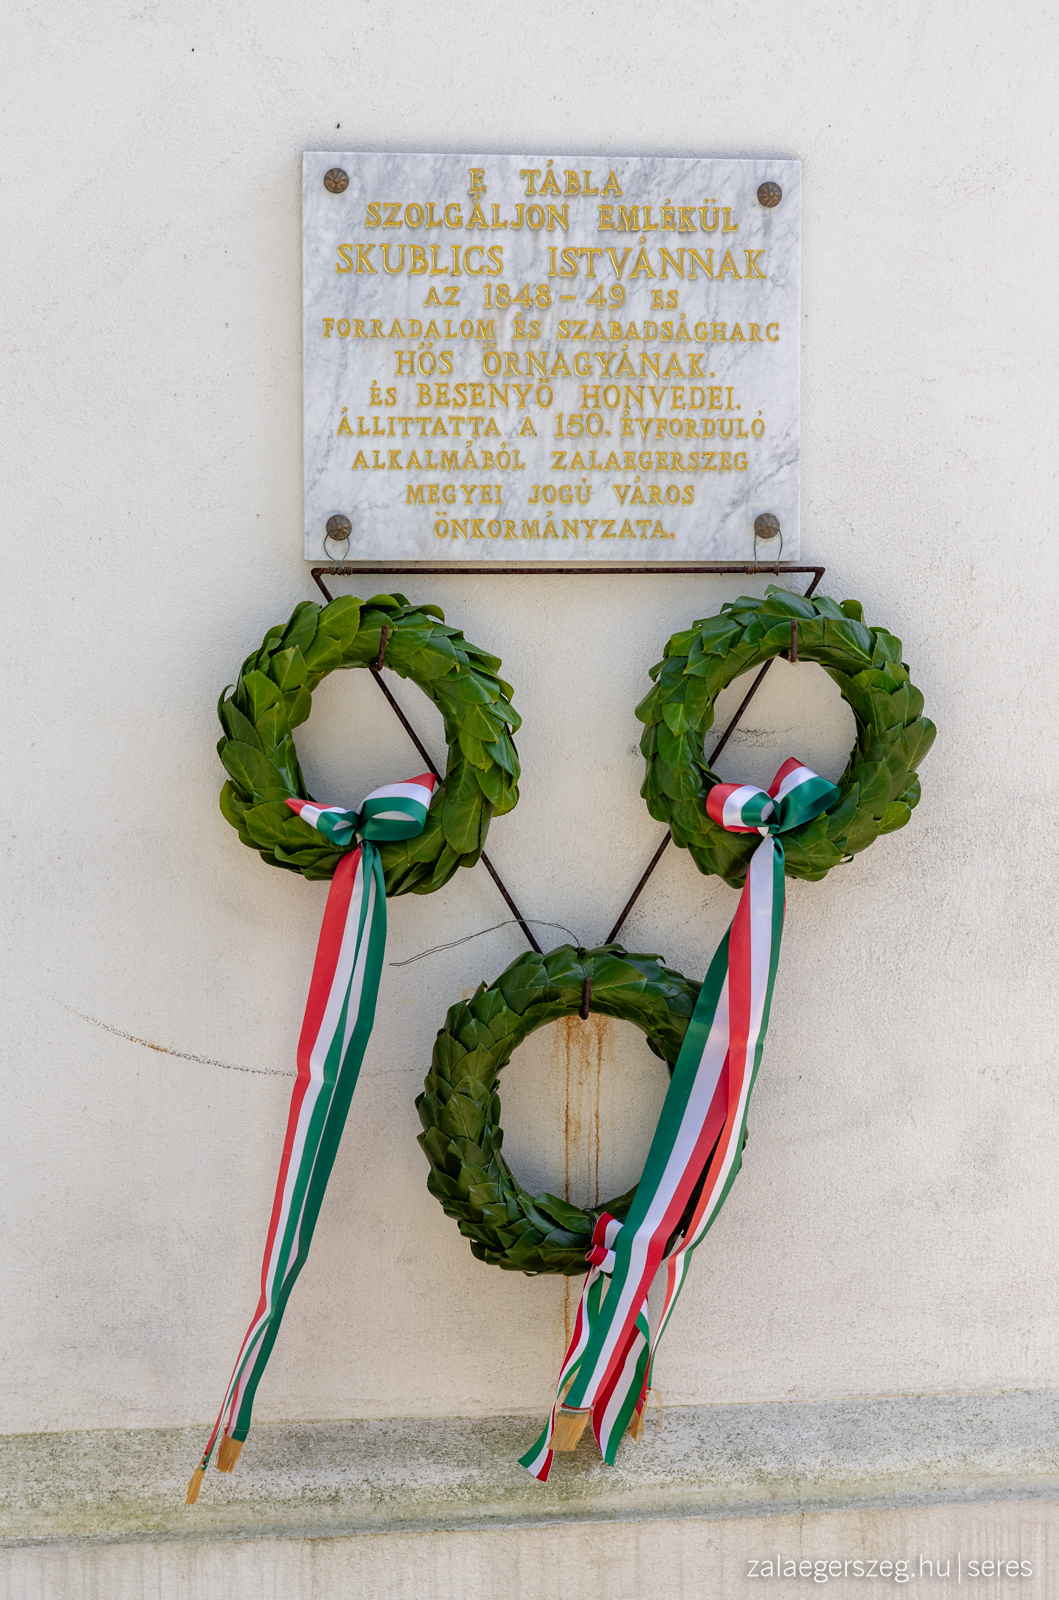 E TÁBLA
SZOLGÁLJON EMLÉKÜL
SKUBLICS ISTVÁNNAK
AZ 1848-49 ES
FORRADALOM ÉS SZABADSÁGHARC
HŐS ŐRNAGYÁNAK.
ÉS BESENYŐ HONVEDEI.
ÁLLITTATTA A 150. ÉVFORDULÓ
ALKALMÁBÓL ZALAEGERSZEG
MEGYEI JOGÚ VÁROS
ÖNKORMÁNYZATA.
zalaegerszeg.hu | seres